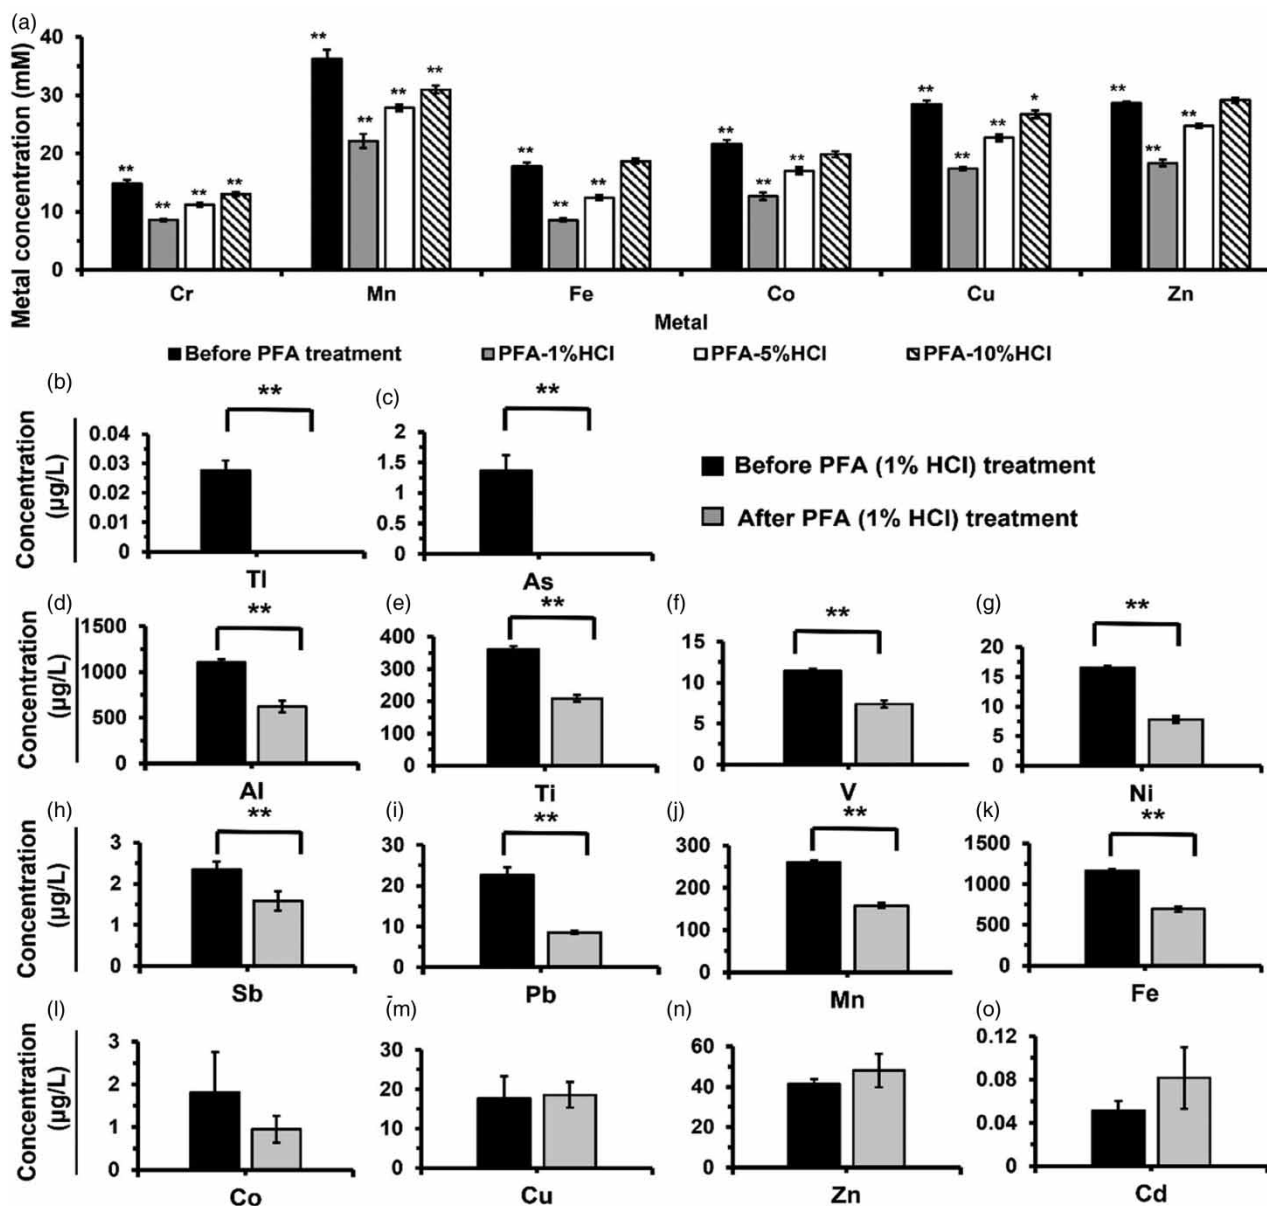 (a)
Metal concentration (mM)
40
30
20
10
0
** ** ** **
** ** ** **
** ** **
** ** **
** ** ** *
** ** **
Cr Mn Fe Co Cu Zn
Metal
Before PFA treatment PFA-1%HCl PFA-5%HCl PFA-10%HCl
(b) ** (c) **
Concentration
(µg/L)
0.04
0.03
0.02
0.01
0
Tl
2
1.5
1
0.5
0
As
Before PFA (1% HCl) treatment
After PFA (1% HCl) treatment
(d) ** (e) ** (f) ** (g) **
Concentration
(µg/L)
1500
1000
500
0
Al
400
300
200
100
0
Ti
15
10
5
0
V
20
15
10
5
0
Ni
(h) ** (i) ** (j) ** (k) **
Concentration
(µg/L)
3
2
1
0
Sb
30
20
10
0
Pb
300
200
100
0
Mn
1500
1000
500
0
Fe
(l) (m) (n) (o)
Concentration
(µg/L)
3
2
1
0
Co
30
20
10
0
Cu
60
40
20
0
Zn
0.12
0.08
0.04
0
Cd